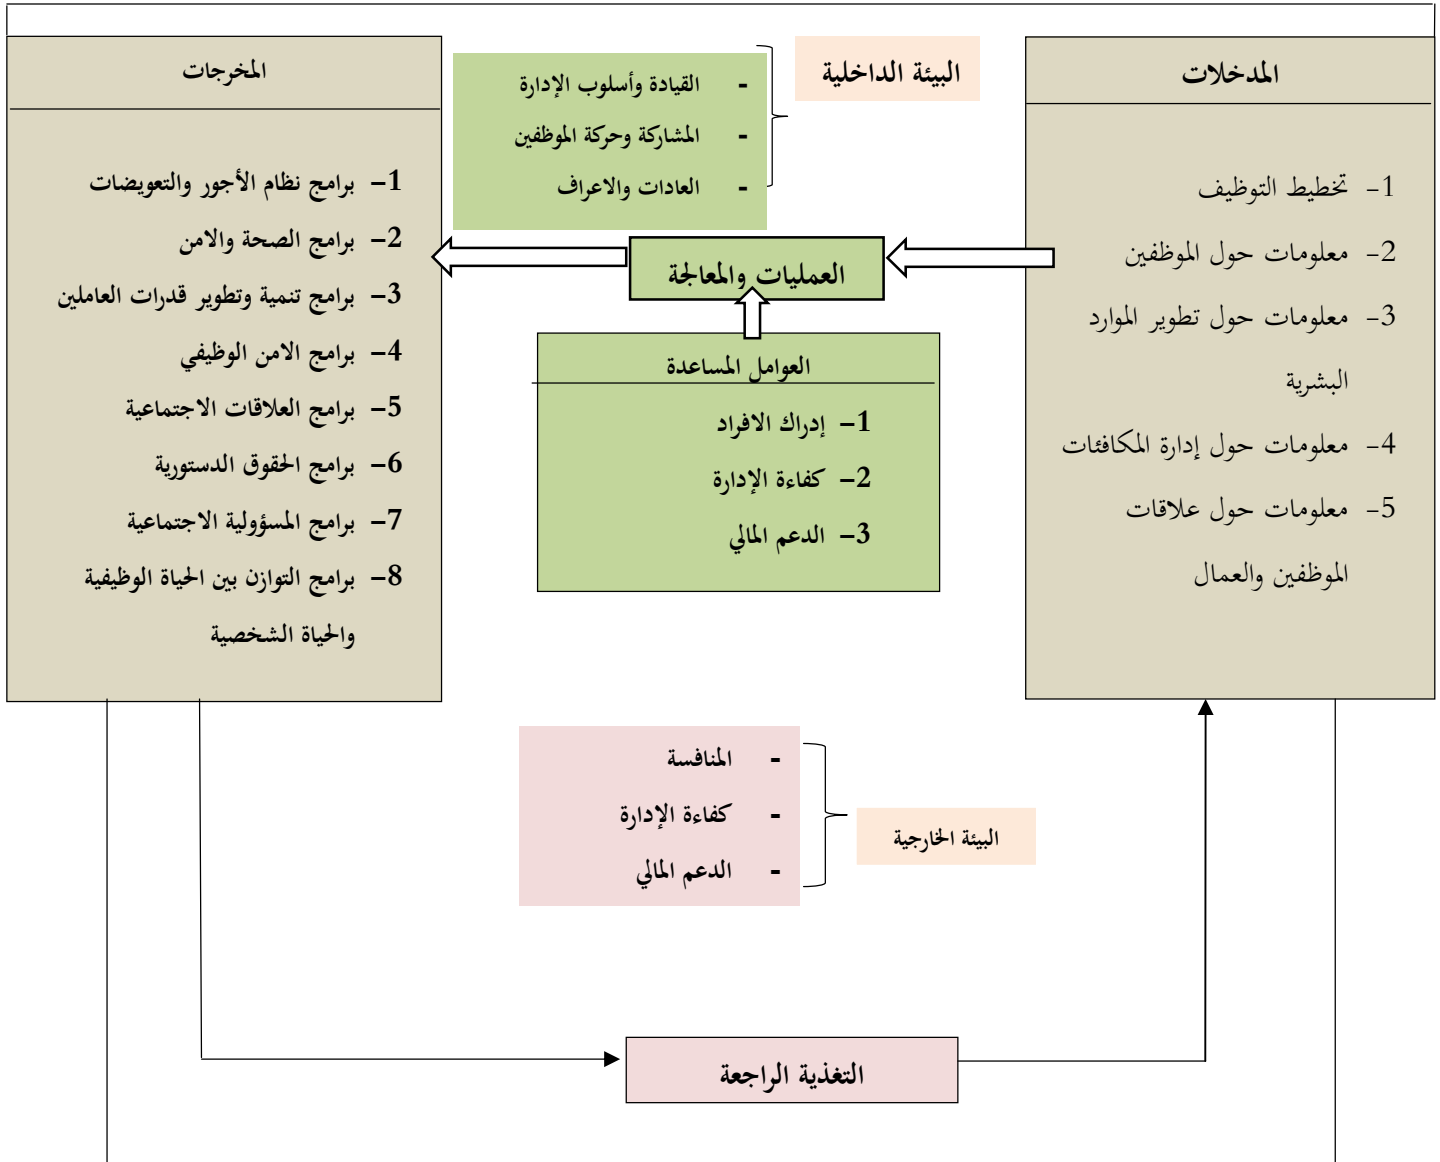 المدخلات
1- تخطيط التوظيف
2- معلومات حول الموظفين
3- معلومات حول تطوير الموارد
البشرية
4- معلومات حول إدارة المكافئات
5- معلومات حول علاقات
الموظفين والعمال
البيئة الداخلية
- القيادة وأسلوب الإدارة
- المشاركة وحركة الموظفين
- العادات والاعراف
العمليات والمعالجة
العوامل المساعدة
1- إدراك الافراد
2- كفاءة الإدارة
3- الدعم المالي
المخرجات
1- برامج نظام الأجور والتعويضات
2- برامج الصحة والامن
3- برامج تنمية وتطوير قدرات العاملين
4- برامج الامن الوظيفي
5- برامج العلاقات الاجتماعية
6- برامج الحقوق الدستورية
7- برامج المسؤولية الاجتماعية
8- برامج التوازن بين الحياة الوظيفية
والحياة الشخصية
البيئة الخارجية
- المنافسة
- كفاءة الإدارة
- الدعم المالي
التغذية الراجعة